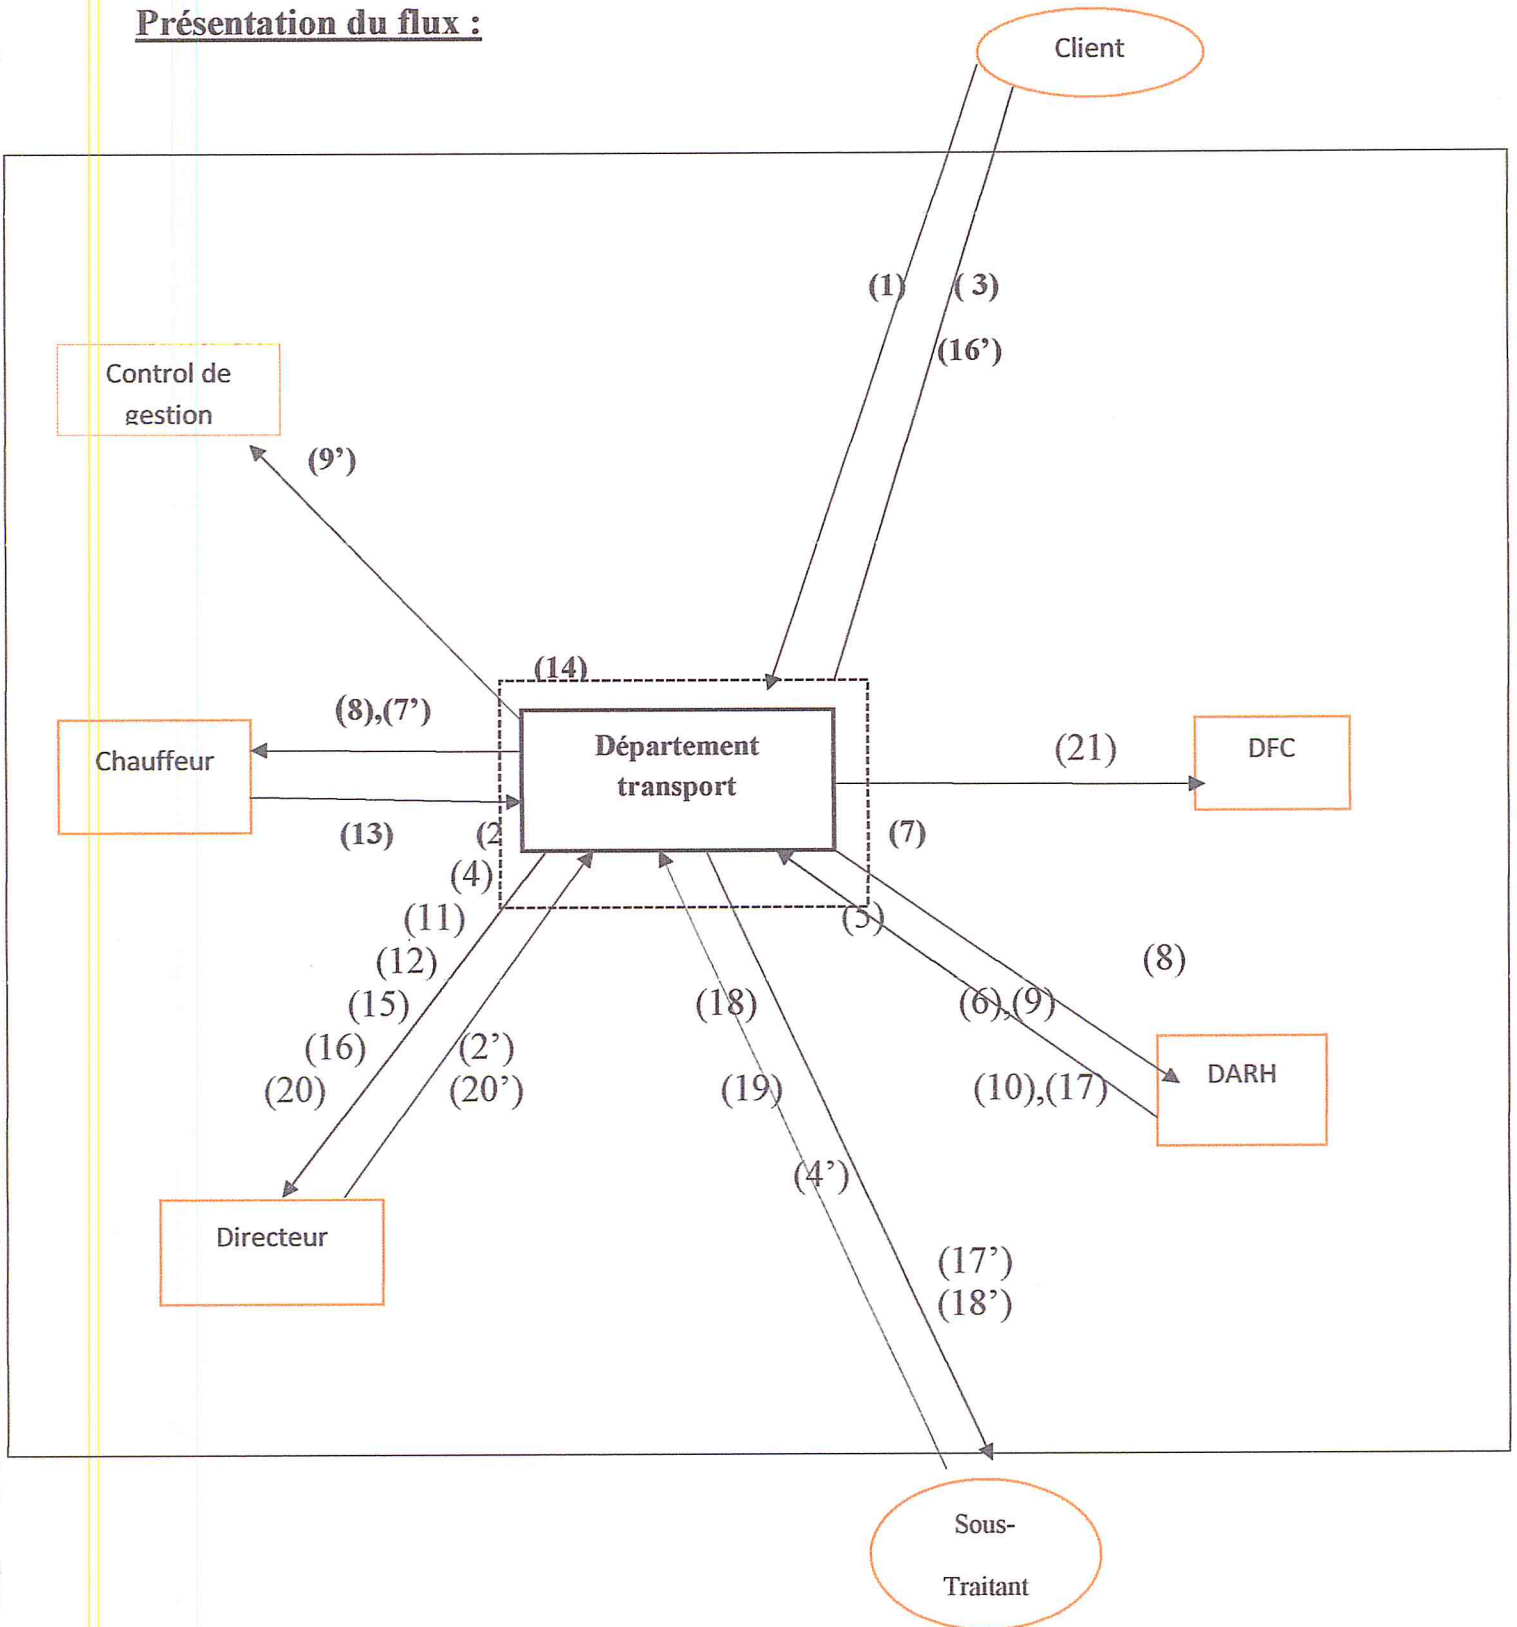 Présentation du flux :
Client
(1)
( 3)
(16’)
Control de
gestion
(9’)
(14)
(8),(7’)
Département
transport
Chauffeur
(21)
DFC
(13)
(2
(7)
(4)
(5)
(11)
(12)
(8)
(15)
(18)
(6),(9)
(16)
(2’)
(20)
(20’)
(19)
(10),(17)
DARH
(4’)
Directeur
(17’)
(18’)
Sous-
Traitant